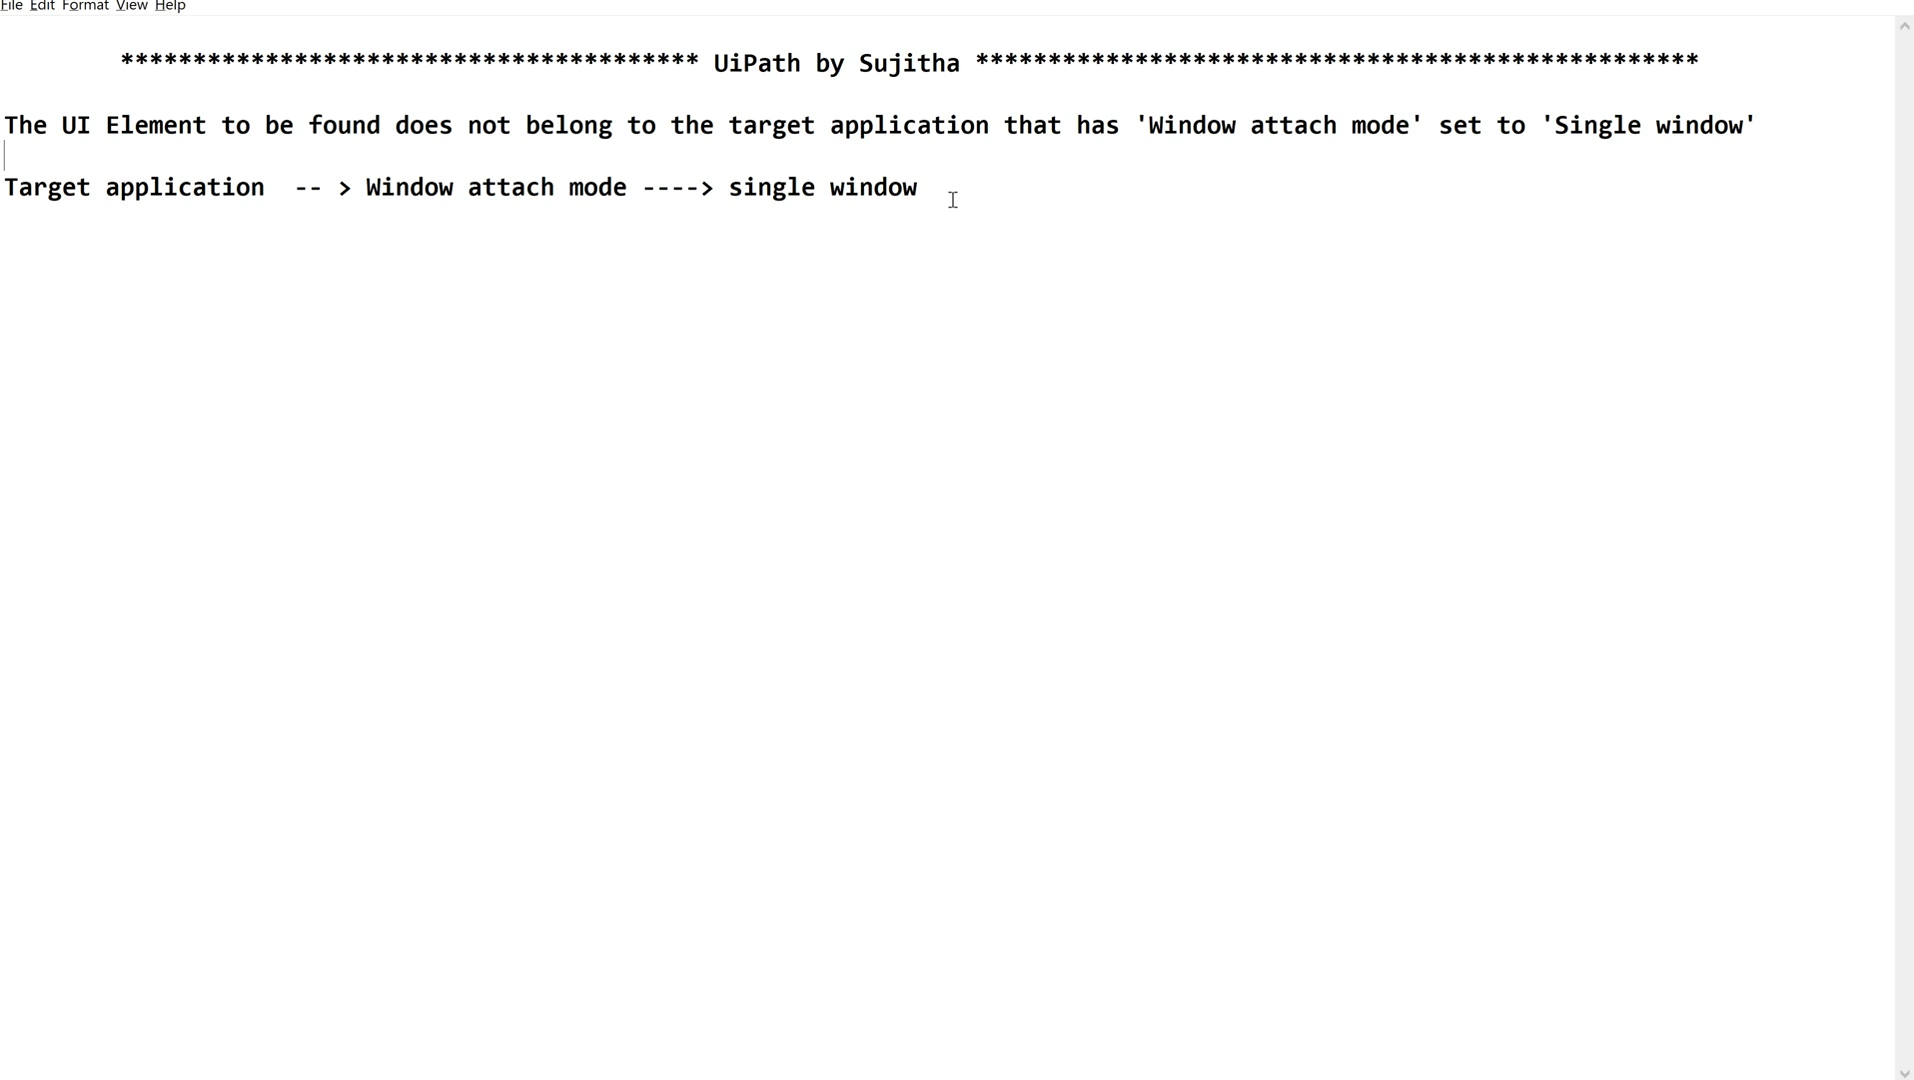 File Edit Format View Help
**************************************** UiPath by Sujitha **************************************************
The UI Element to be found does not belong to the target application that has 'Window attach mode' set to 'Single window'
Target application  -- > Window attach mode ----> single window